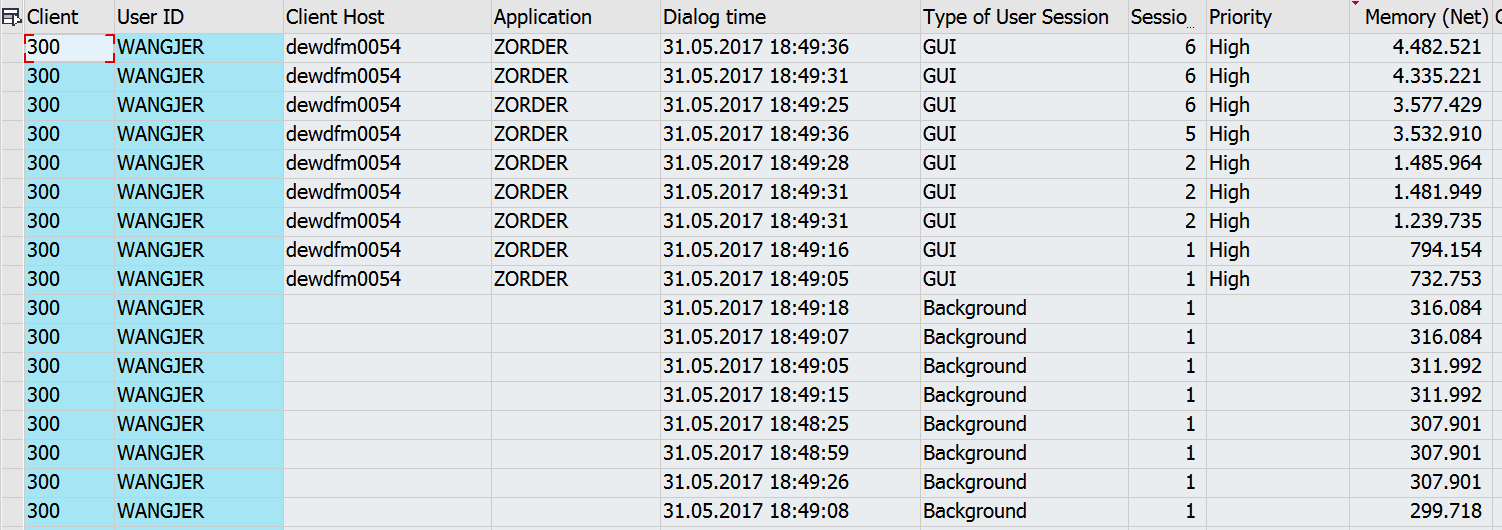 Client User ID Client Host Application Dialog time Type of User Session Sessio.. Priority Memory (Net)
300 WANGJER dewdfm0054 ZORDER 31.05.2017 18:49:36 GUI 6 High 4.482.521
300 WANGJER dewdfm0054 ZORDER 31.05.2017 18:49:31 GUI 6 High 4.335.221
300 WANGJER dewdfm0054 ZORDER 31.05.2017 18:49:25 GUI 6 High 3.577.429
300 WANGJER dewdfm0054 ZORDER 31.05.2017 18:49:36 GUI 5 High 3.532.910
300 WANGJER dewdfm0054 ZORDER 31.05.2017 18:49:28 GUI 2 High 1.485.964
300 WANGJER dewdfm0054 ZORDER 31.05.2017 18:49:31 GUI 2 High 1.481.949
300 WANGJER dewdfm0054 ZORDER 31.05.2017 18:49:31 GUI 2 High 1.239.735
300 WANGJER dewdfm0054 ZORDER 31.05.2017 18:49:16 GUI 1 High 794.154
300 WANGJER dewdfm0054 ZORDER 31.05.2017 18:49:05 GUI 1 High 732.753
300 WANGJER 31.05.2017 18:49:18 Background 1 316.084
300 WANGJER 31.05.2017 18:49:07 Background 1 316.084
300 WANGJER 31.05.2017 18:49:05 Background 1 311.992
300 WANGJER 31.05.2017 18:49:15 Background 1 311.992
300 WANGJER 31.05.2017 18:48:25 Background 1 307.901
300 WANGJER 31.05.2017 18:48:59 Background 1 307.901
300 WANGJER 31.05.2017 18:49:26 Background 1 307.901
300 WANGJER 31.05.2017 18:49:08 Background 1 299.718